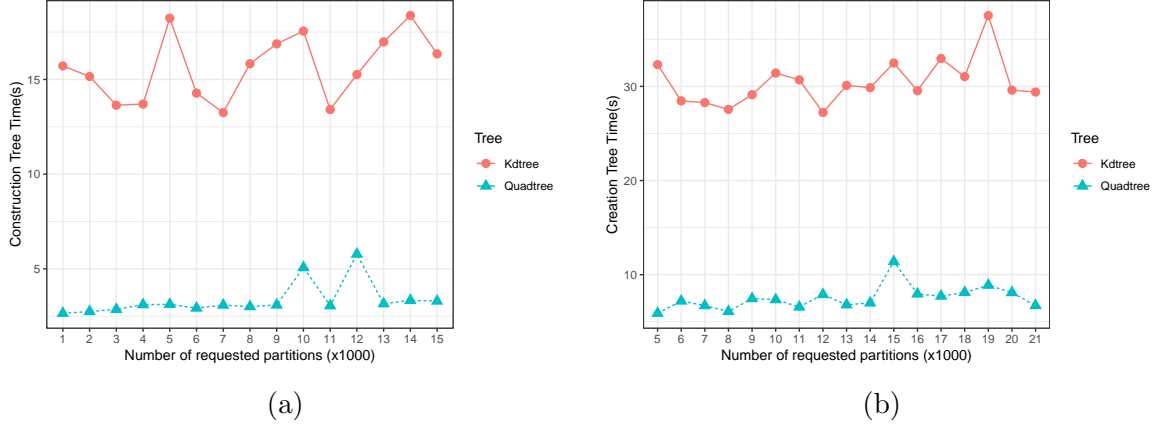 Construction Tree Time(s)
15
10
5
1 2 3 4 5 6 7 8 9 10 11 12 13 14 15
Number of requested partitions (x1000)
Tree
Kdtree
Quadtree
(a)
Creation Tree Time(s)
30
20
10
5 6 7 8 9 10 11 12 13 14 15 16 17 18 19 20 21
Number of requested partitions (x1000)
Tree
Kdtree
Quadtree
(b)